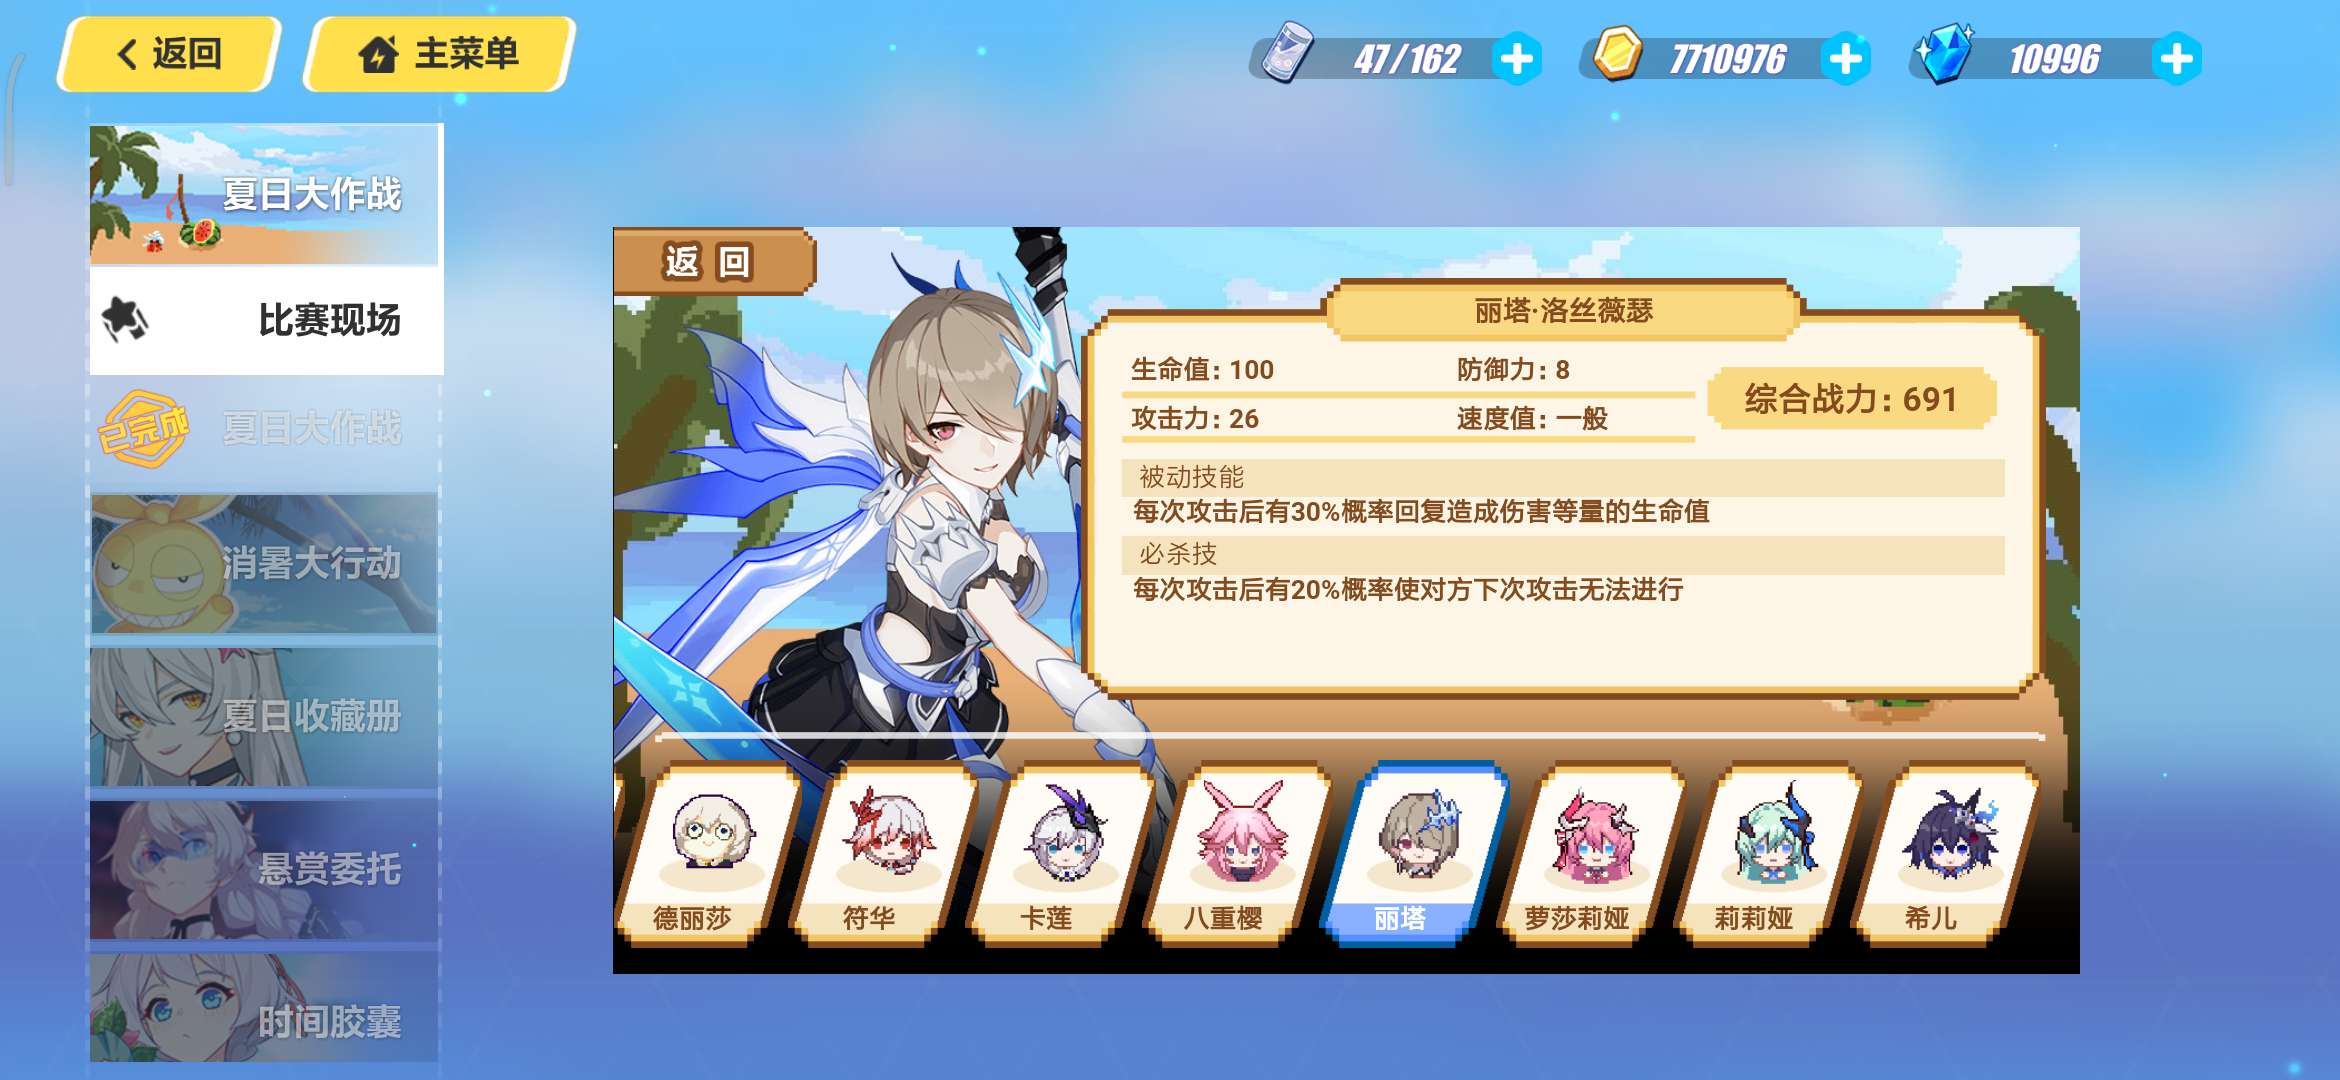 返回
主菜单
47/162
7710976
10996
夏日大作战
比赛现场
已完成
夏日大作战
消暑大行动
夏日收藏册
悬赏委托
时间胶囊
返回
丽塔·洛丝薇瑟
生命值：100
防御力：8
攻击力：26
速度值：一般
综合战力：691
被动技能
每次攻击后有30%概率回复造成伤害等量的生命值
必杀技
每次攻击后有20%概率使对方下次攻击无法进行
德丽莎
符华
卡莲
八重樱
丽塔
萝莎莉娅
莉莉娅
希儿